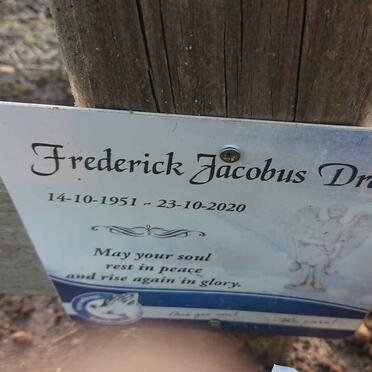 Frederick Jacobus
14-10-1951 ~ 23-10-2020
May your soul
rest in peace
and rise again in glory.